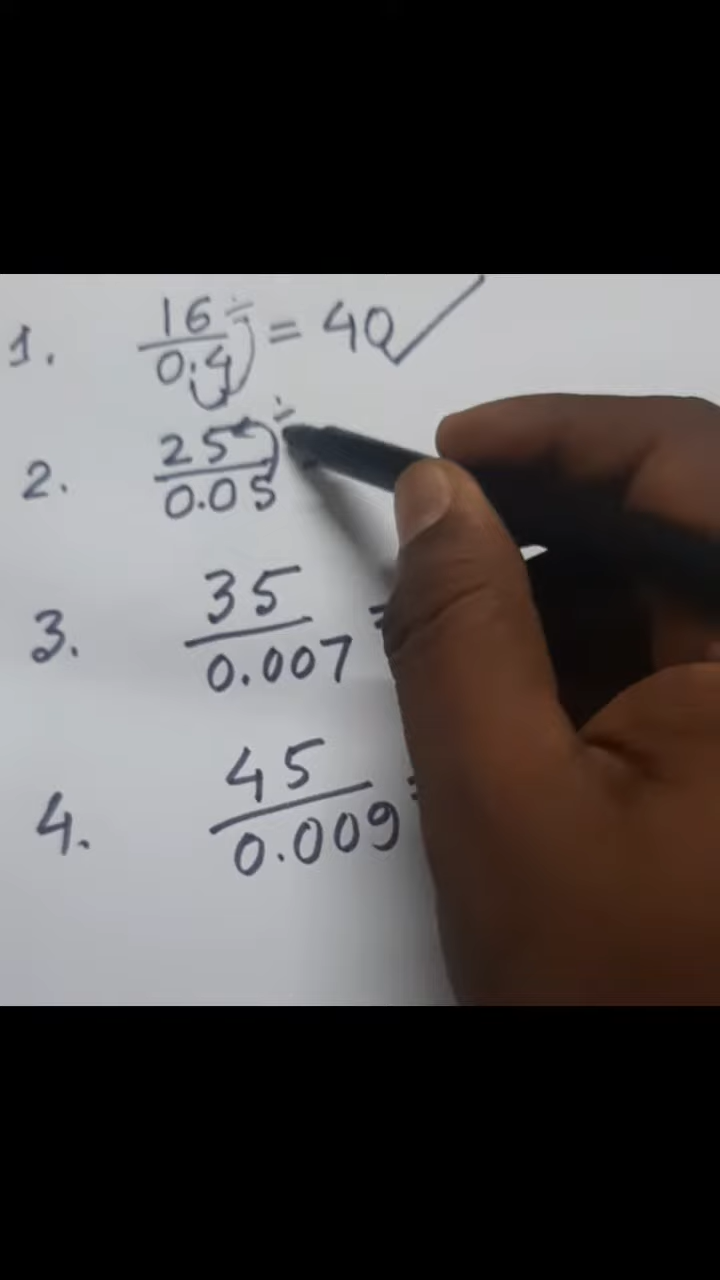 1. 16/0.4 ÷ = 40 ✓
2. 25/0.05 ÷
3. 35/0.007 =
4. 45/0.009 =